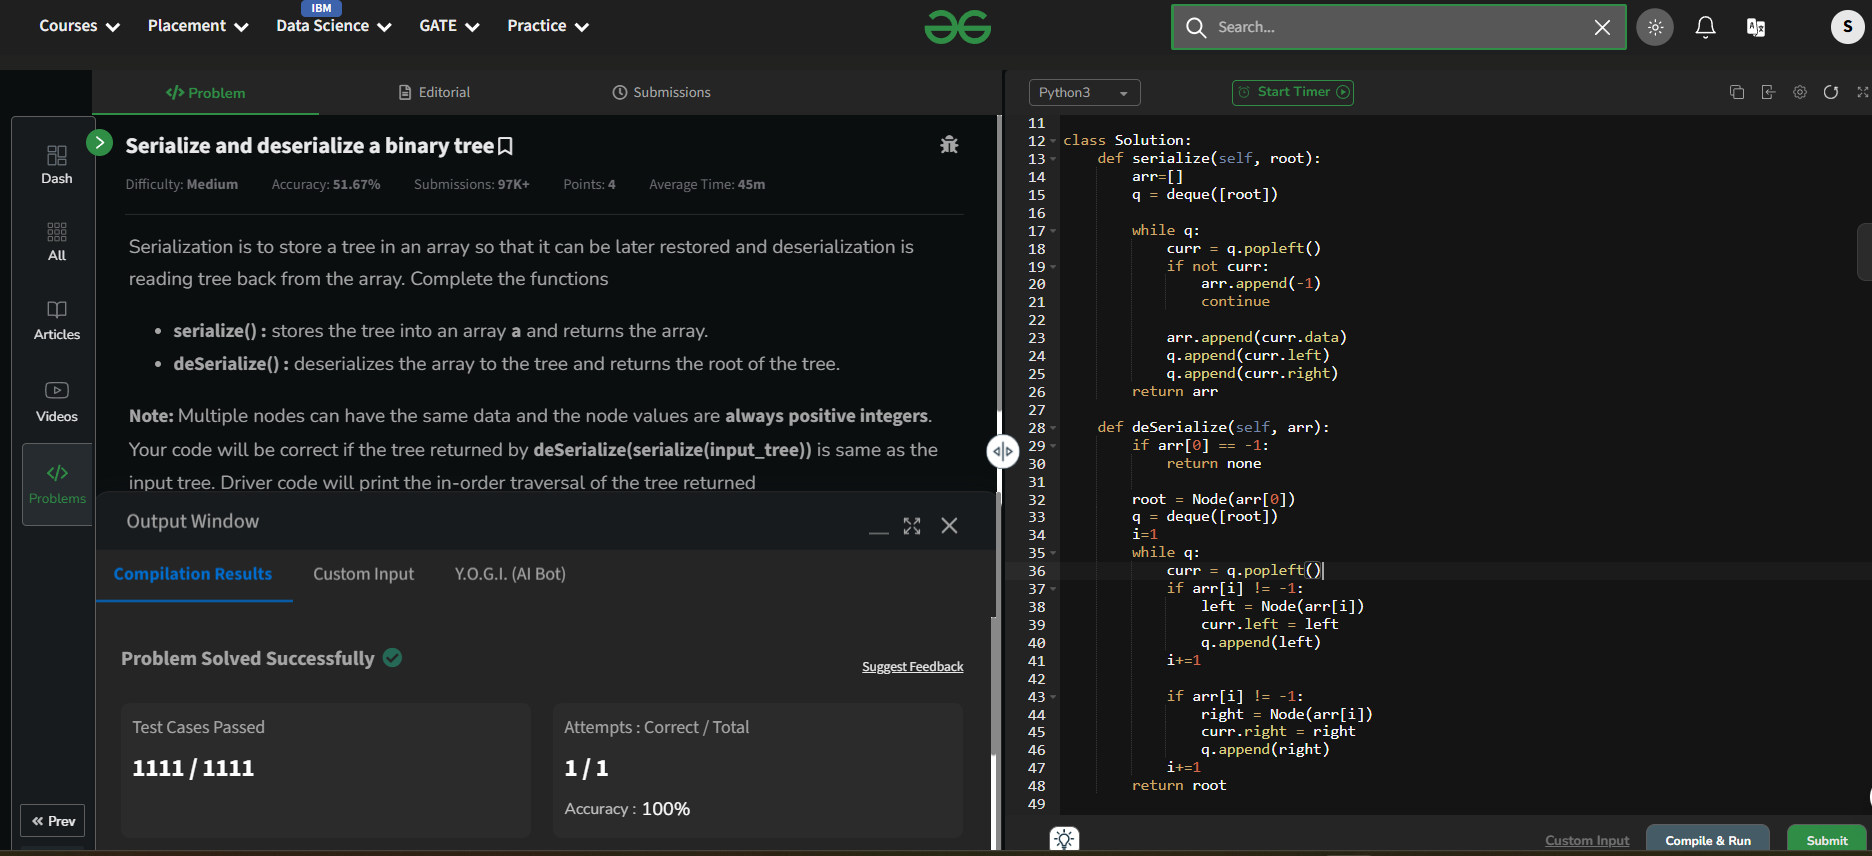 Courses
Placement
IBM
Data Science
GATE
Practice
Search...
S
Problem
Editorial
Submissions
Python3
Start Timer
Dash
All
Articles
Videos
Problems
« Prev
Serialize and deserialize a binary tree
Difficulty: Medium Accuracy: 51.67% Submissions: 97K+ Points: 4 Average Time: 45m
Serialization is to store a tree in an array so that it can be later restored and deserialization is
reading tree back from the array. Complete the functions
• serialize() : stores the tree into an array a and returns the array.
• deSerialize() : deserializes the array to the tree and returns the root of the tree.
Note: Multiple nodes can have the same data and the node values are always positive integers.
Your code will be correct if the tree returned by deSerialize(serialize(input_tree)) is same as the
input tree. Driver code will print the in-order traversal of the tree returned
Output Window
Compilation Results
Custom Input
Y.O.G.I. (AI Bot)
Problem Solved Successfully
Suggest Feedback
Test Cases Passed
1111 / 1111
Attempts : Correct / Total
1 / 1
Accuracy : 100%
11
12 class Solution:
13     def serialize(self, root):
14         arr=[]
15         q = deque([root])
16
17         while q:
18             curr = q.popleft()
19             if not curr:
20                 arr.append(-1)
21                 continue
22
23             arr.append(curr.data)
24             q.append(curr.left)
25             q.append(curr.right)
26         return arr
27
28     def deSerialize(self, arr):
29         if arr[0] == -1:
30             return none
31
32         root = Node(arr[0])
33         q = deque([root])
34         i=1
35         while q:
36             curr = q.popleft()
37             if arr[i] != -1:
38                 left = Node(arr[i])
39                 curr.left = left
40                 q.append(left)
41             i+=1
42
43             if arr[i] != -1:
44                 right = Node(arr[i])
45                 curr.right = right
46                 q.append(right)
47             i+=1
48         return root
49
Custom Input
Compile & Run
Submit